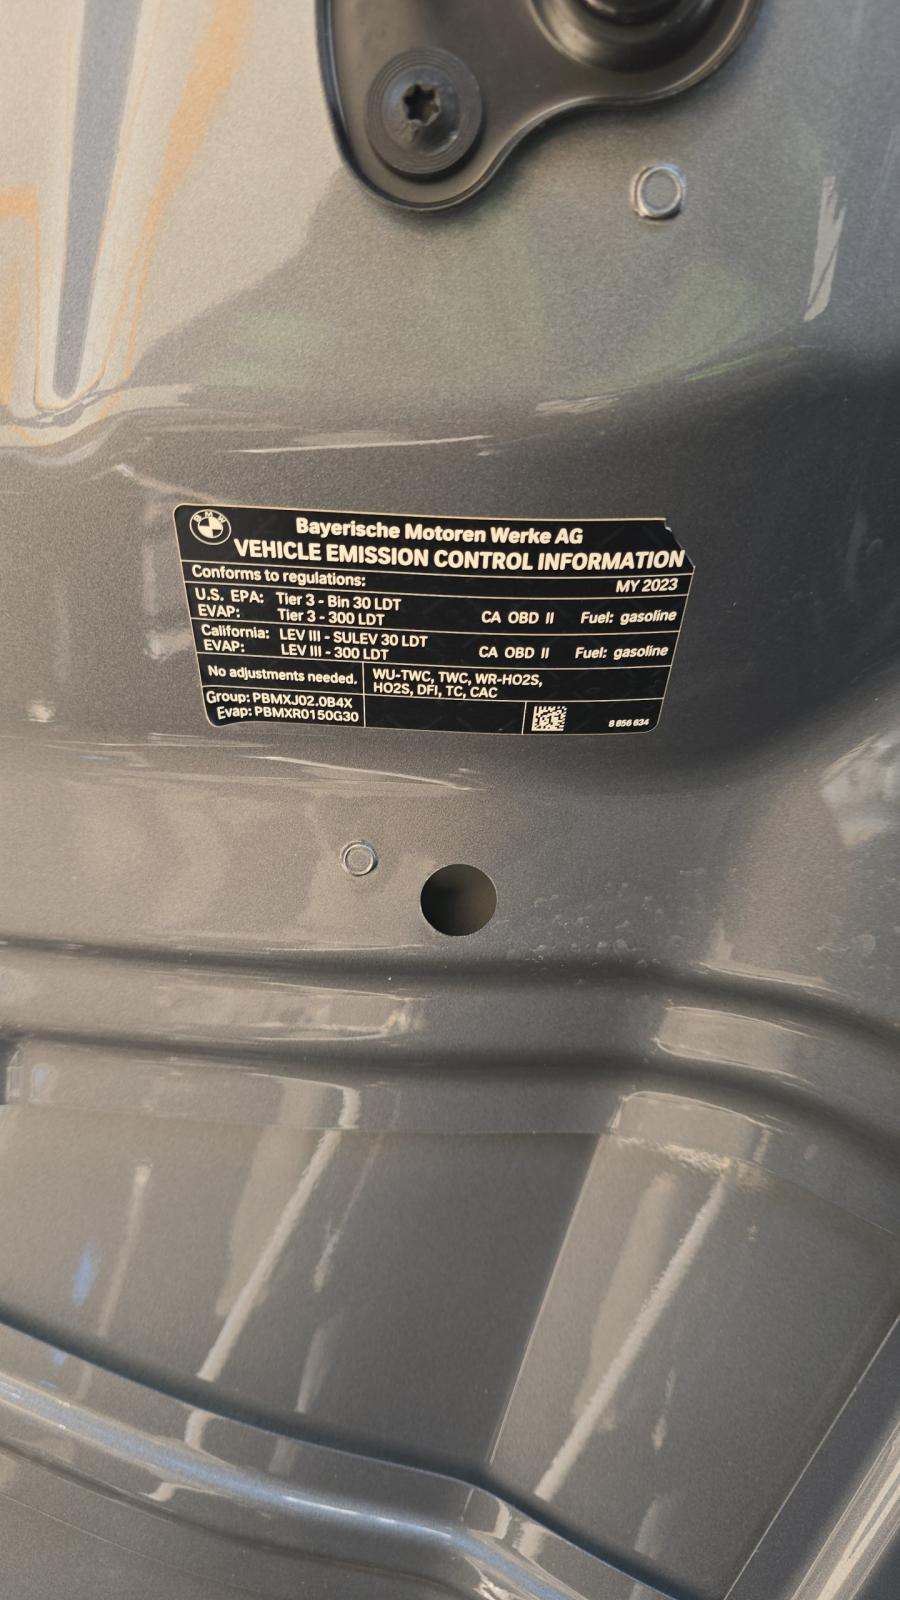 BMW
Bayerische Motoren Werke AG
VEHICLE EMISSION CONTROL INFORMATION
Conforms to regulations: MY 2023
U.S. EPA: Tier 3 - Bin 30 LDT
EVAP: Tier 3 - 300 LDT CA OBD II Fuel: gasoline
California: LEV III - SULEV 30 LDT
EVAP: LEV III - 300 LDT CA OBD II Fuel: gasoline
No adjustments needed. WU-TWC, TWC, WR-HO2S,
HO2S, DFI, TC, CAC
Group: PBMXJ02.0B4X
Evap: PBMXR0150G30
8 856 634